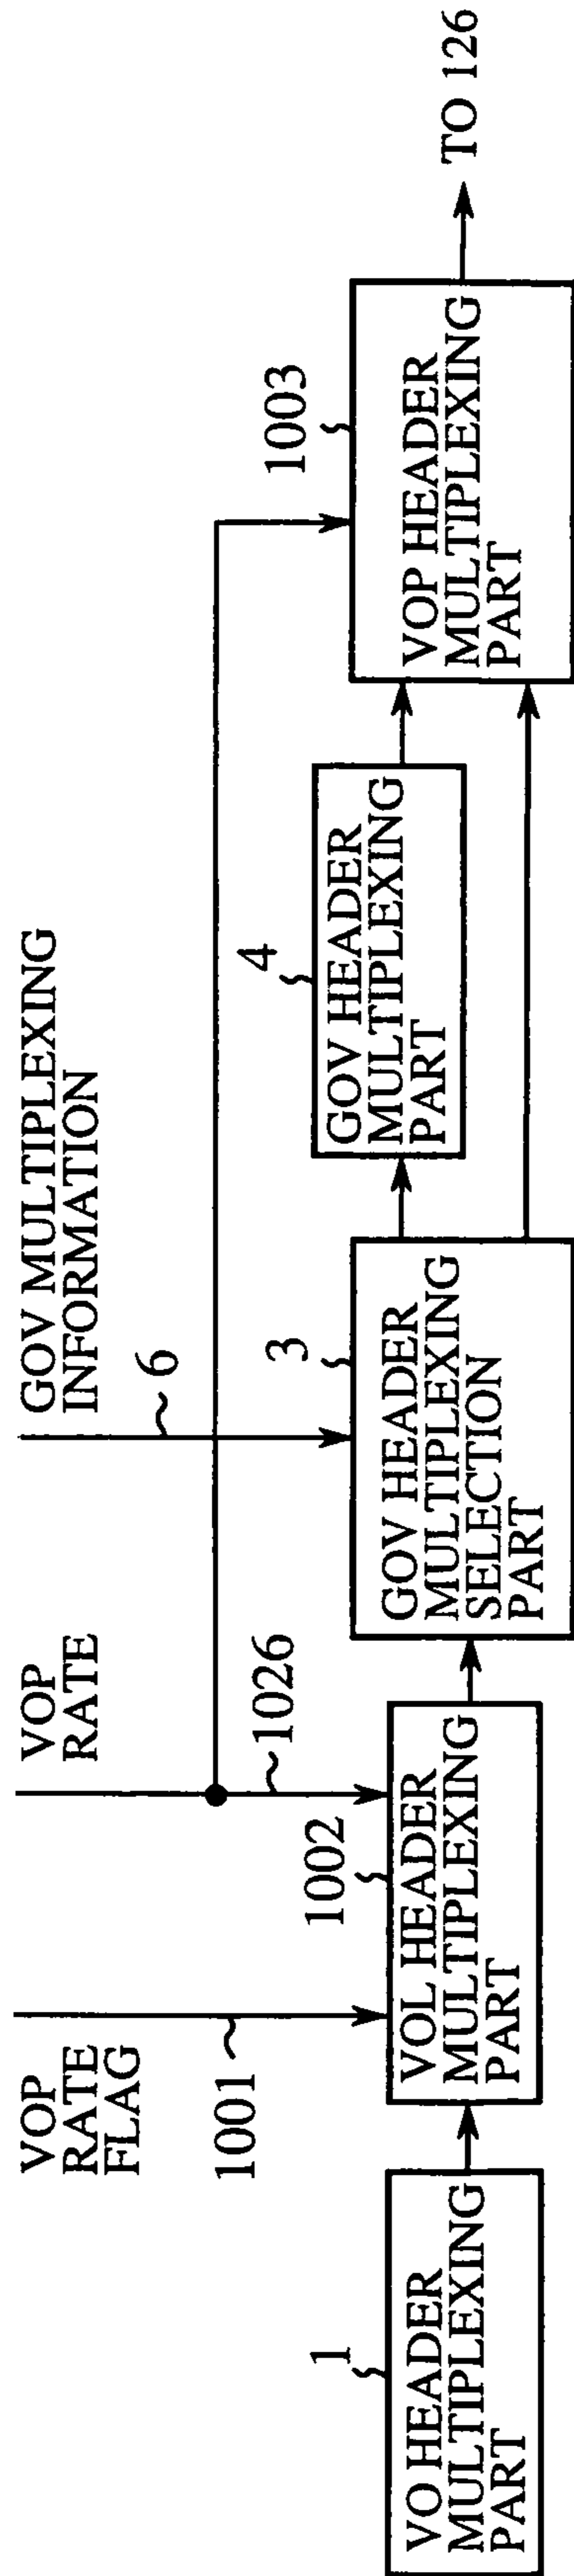 VOP
RATE
FLAG
VOP
RATE
GOV MULTIPLEXING
INFORMATION
1001
1026
6
1
1002
3
4
1003
VO HEADER
MULTIPLEXING
PART
VOL HEADER
MULTIPLEXING
PART
GOV HEADER
MULTIPLEXING
SELECTION
PART
GOV HEADER
MULTIPLEXING
PART
VOP HEADER
MULTIPLEXING
PART
TO 126